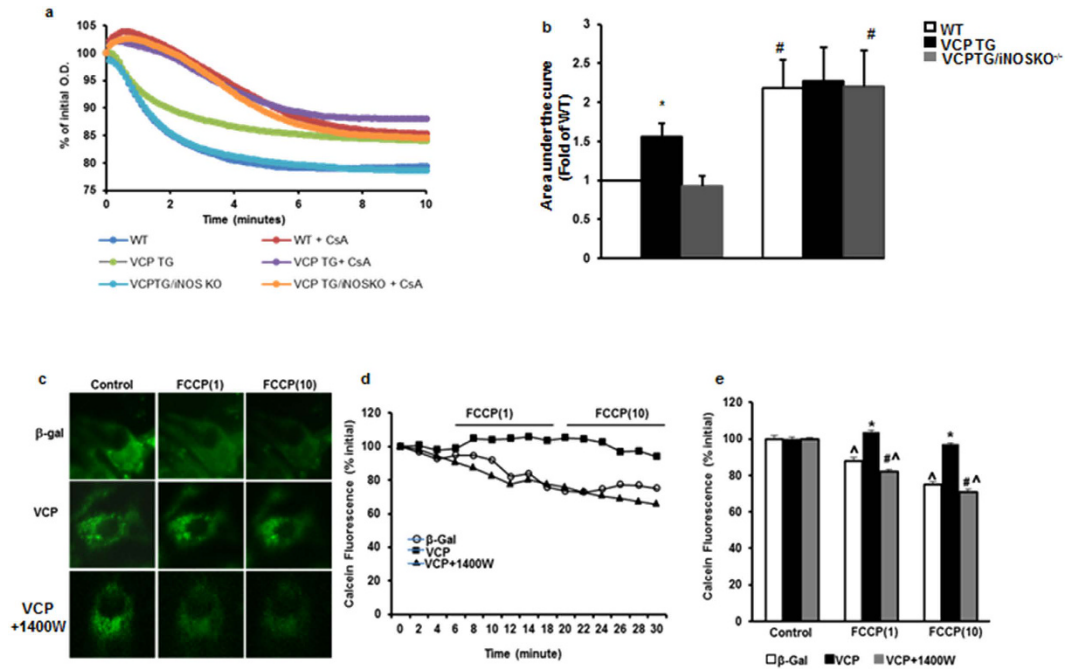 a
105
100
95
90
85
80
75
% of initial O.D.
0 2 4 6 8 10
Time (minutes)
WT
WT + CsA
VCP TG
VCP TG+ CsA
VCPTG/iNOS KO
VCP TG/iNOSKO + CsA
b
3
2.5
2
1.5
1
0.5
0
Area under the curve
(Fold of WT)
*
#
#
WT
VCP TG
VCPTG/iNOSKO-/-
c
Control FCCP(1) FCCP(10)
β-gal
VCP
VCP
+1400W
d
120
100
80
60
40
20
0
Calcein Fluorescence (% initial)
FCCP(1) FCCP(10)
β-Gal
VCP
VCP+1400W
0 2 4 6 8 10 12 14 16 18 20 22 24 26 28 30
Time (minute)
e
120
100
80
60
40
20
0
Calcein Fluorescence (% initial)
^ * #^ ^ * #^
Control FCCP(1) FCCP(10)
β-Gal VCP VCP+1400W